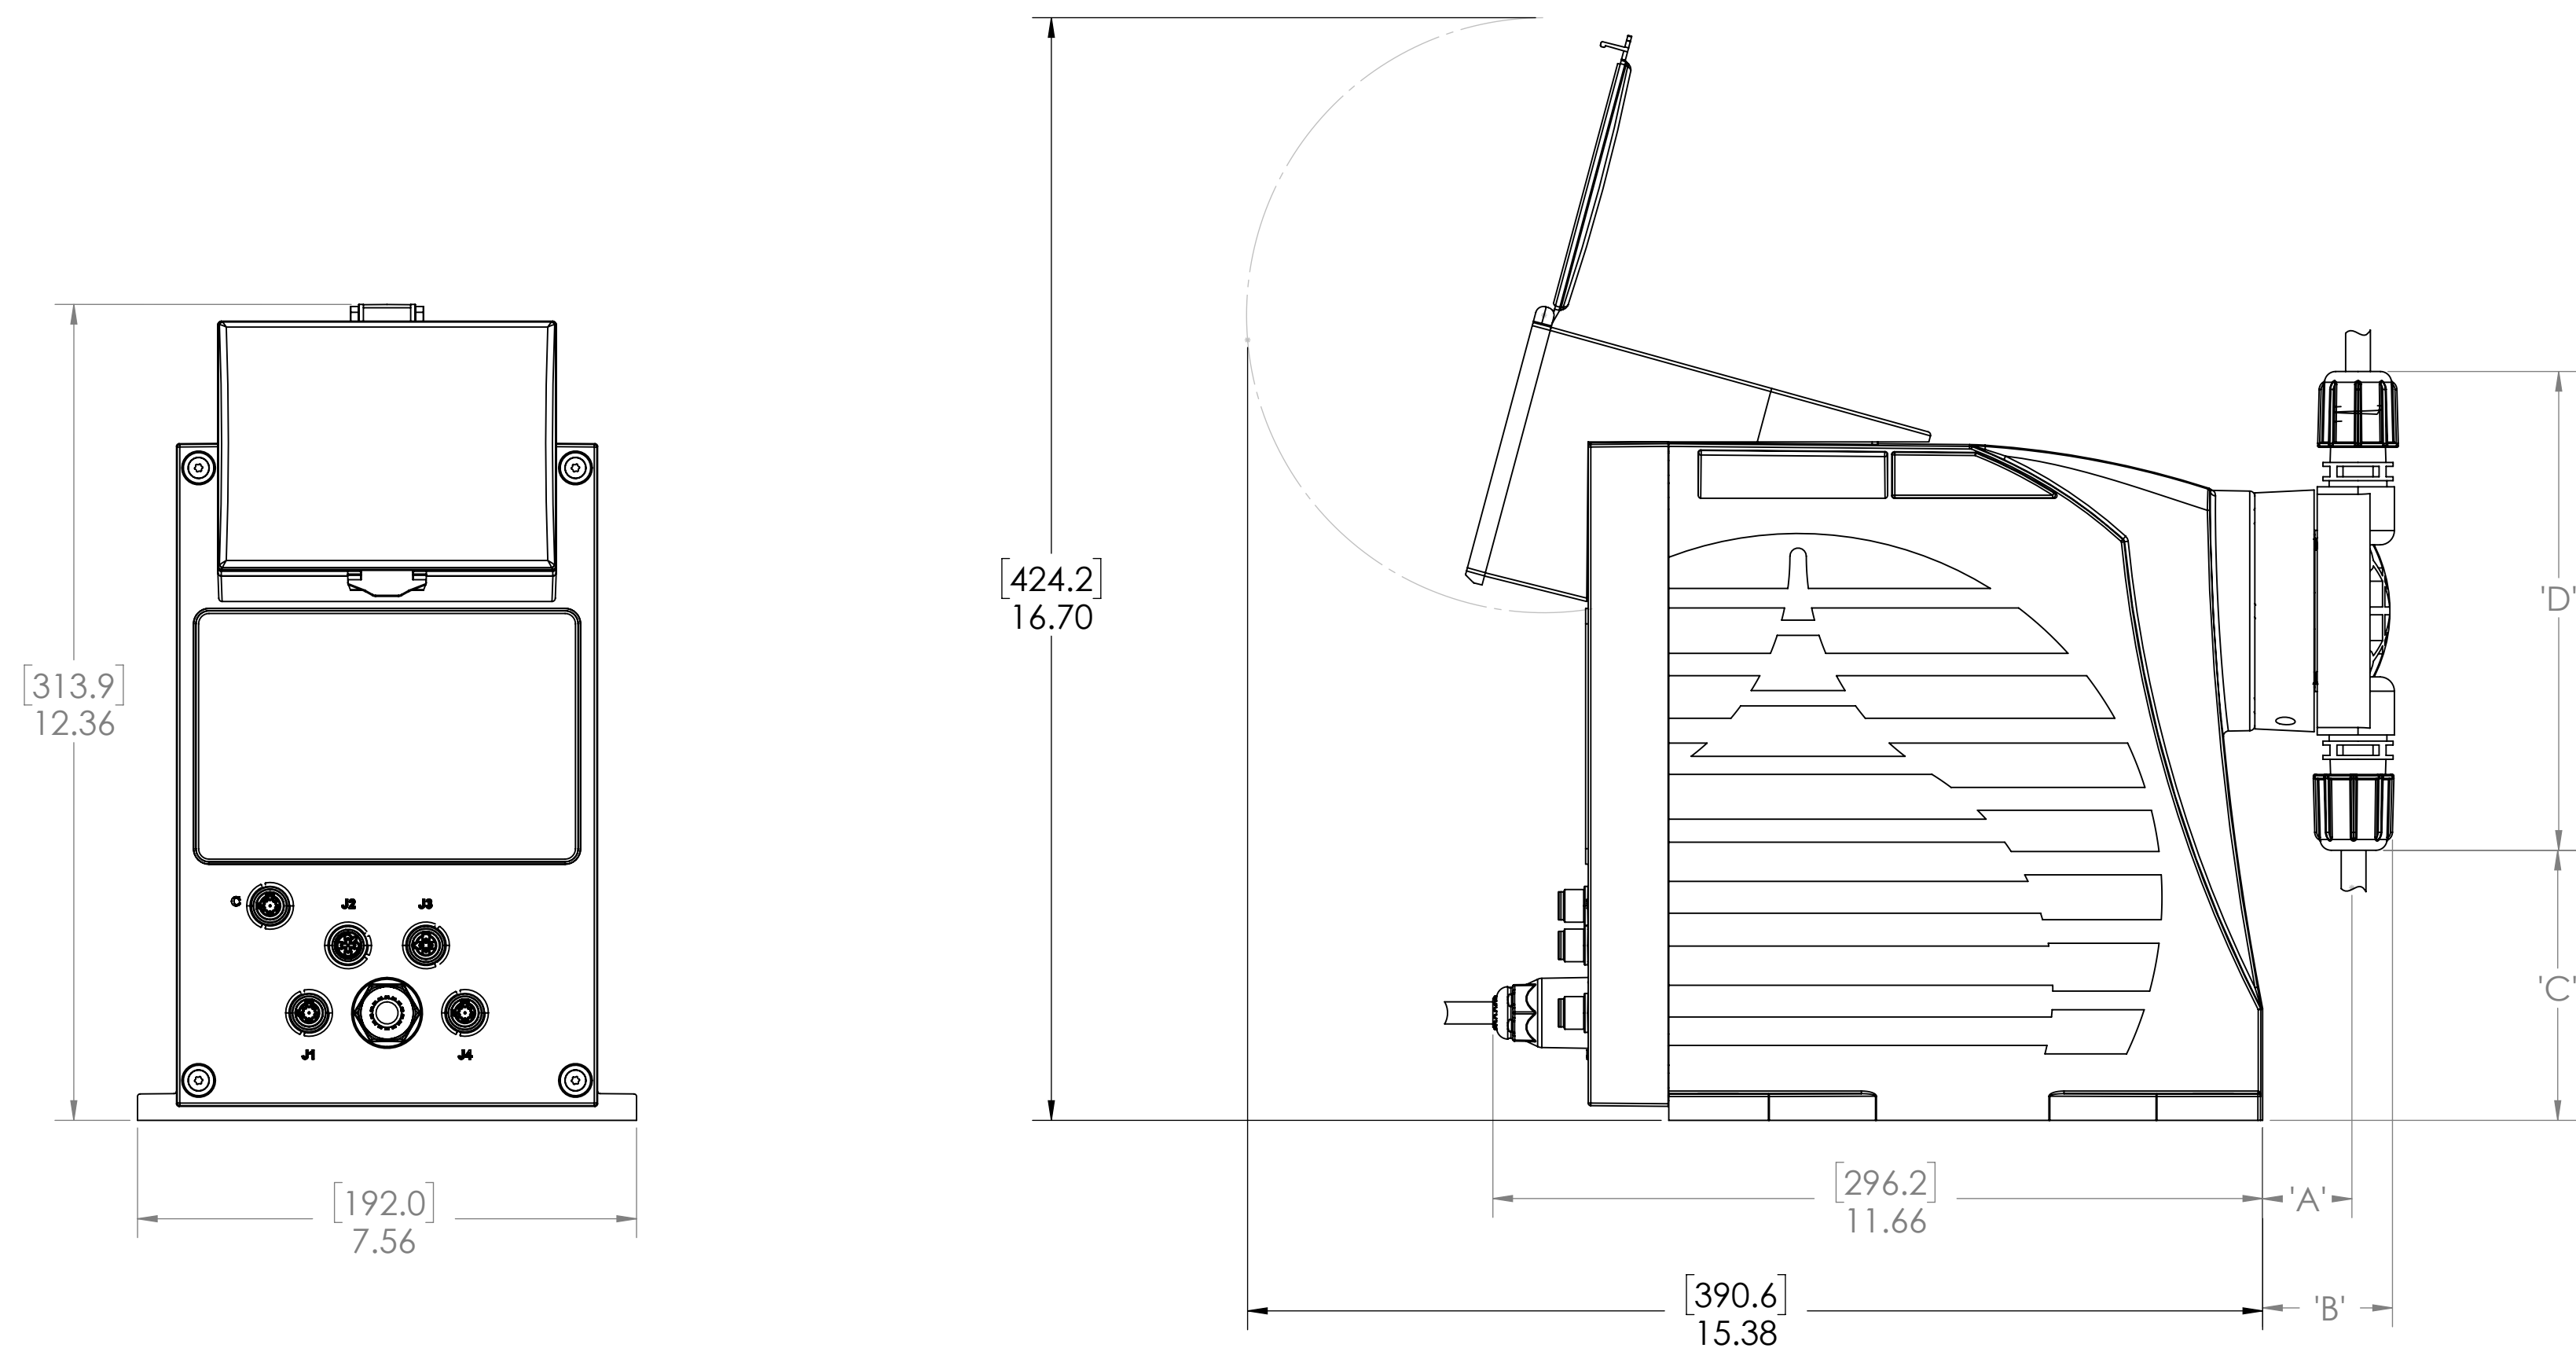 [424.2]
16.70
[313.9]
12.36
'D'
C
J2
J3
'C'
J1
J4
[192.0]
7.56
[296.2]
11.66
'A'
[390.6]
15.38
'B'